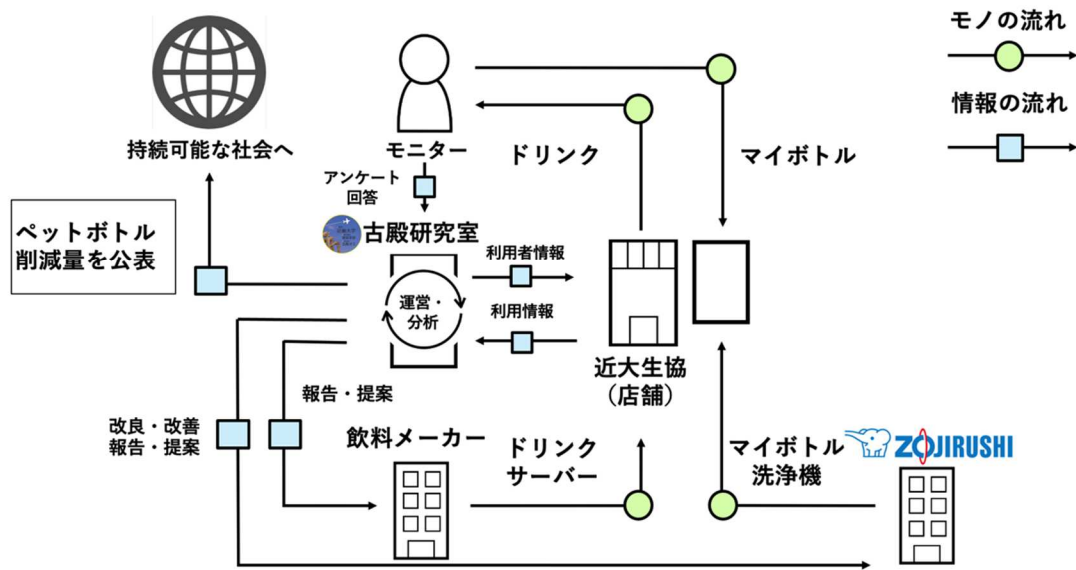 モノの流れ
情報の流れ
持続可能な社会へ
モニター
ドリンク
マイボトル
アンケート
回答
ペットボトル
削減量を公表
古殿研究室
利用者情報
運営・
分析
利用情報
近大生協
(店舗)
報告・提案
改良・改善
報告・提案
飲料メーカー
ドリンク
サーバー
マイボトル
洗浄機
ZOJIRUSHI